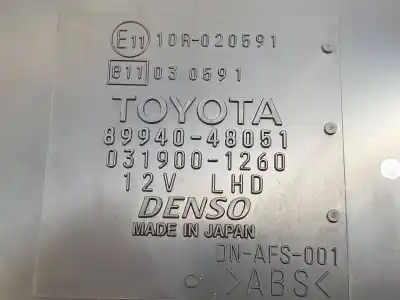 E11 10R-020591
e11 03 0591
TOYOTA
89940-48051
031900-1260
12V LHD
DENSO
MADE IN JAPAN
DN-AFS-001
>ABS<